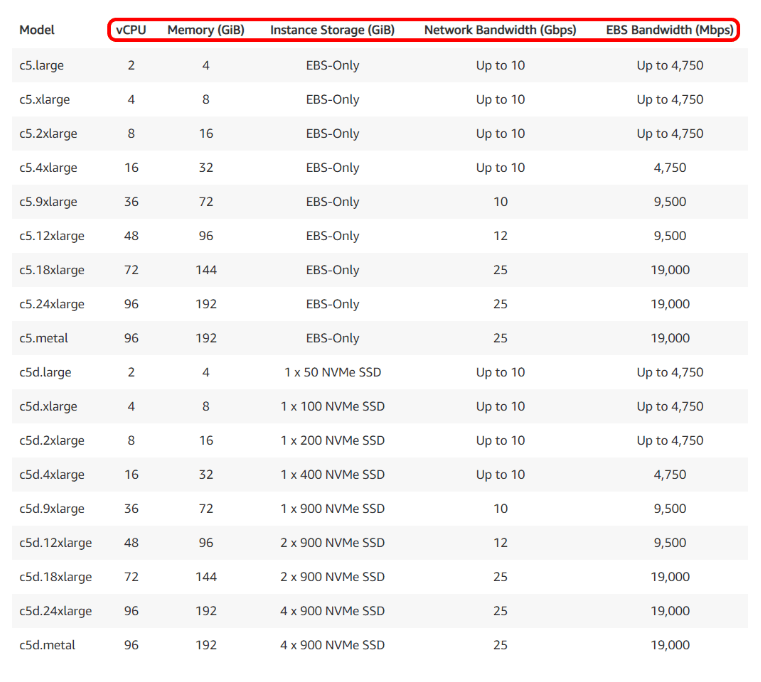 Model vCPU Memory (GiB) Instance Storage (GiB) Network Bandwidth (Gbps) EBS Bandwidth (Mbps)
c5.large 2 4 EBS-Only Up to 10 Up to 4,750
c5.xlarge 4 8 EBS-Only Up to 10 Up to 4,750
c5.2xlarge 8 16 EBS-Only Up to 10 Up to 4,750
c5.4xlarge 16 32 EBS-Only Up to 10 4,750
c5.9xlarge 36 72 EBS-Only 10 9,500
c5.12xlarge 48 96 EBS-Only 12 9,500
c5.18xlarge 72 144 EBS-Only 25 19,000
c5.24xlarge 96 192 EBS-Only 25 19,000
c5.metal 96 192 EBS-Only 25 19,000
c5d.large 2 4 1 x 50 NVMe SSD Up to 10 Up to 4,750
c5d.xlarge 4 8 1 x 100 NVMe SSD Up to 10 Up to 4,750
c5d.2xlarge 8 16 1 x 200 NVMe SSD Up to 10 Up to 4,750
c5d.4xlarge 16 32 1 x 400 NVMe SSD Up to 10 4,750
c5d.9xlarge 36 72 1 x 900 NVMe SSD 10 9,500
c5d.12xlarge 48 96 2 x 900 NVMe SSD 12 9,500
c5d.18xlarge 72 144 2 x 900 NVMe SSD 25 19,000
c5d.24xlarge 96 192 4 x 900 NVMe SSD 25 19,000
c5d.metal 96 192 4 x 900 NVMe SSD 25 19,000